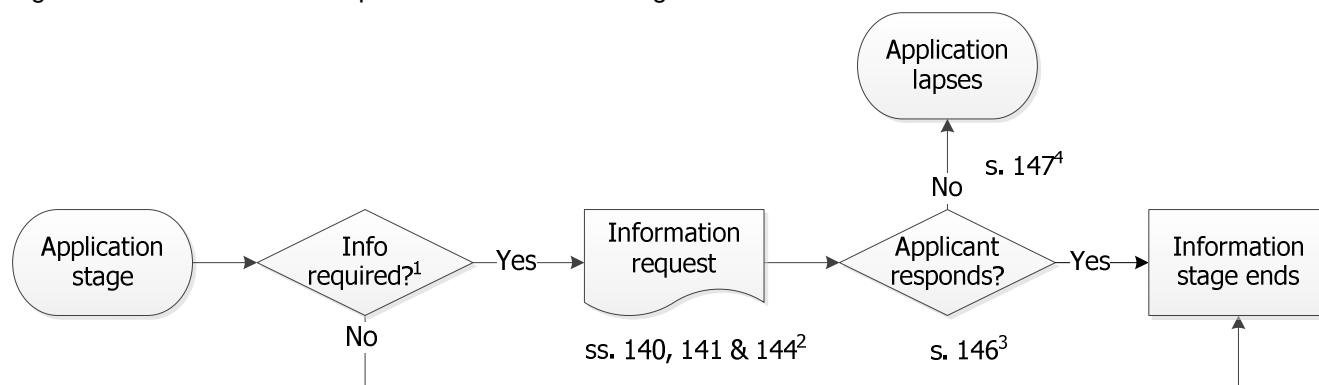 Application
lapses
s. 147⁴
No
Application
stage
Info
required?¹
Yes
Information
request
Applicant
responds?
Yes
Information
stage ends
No
ss. 140, 141 & 144²
s. 146³